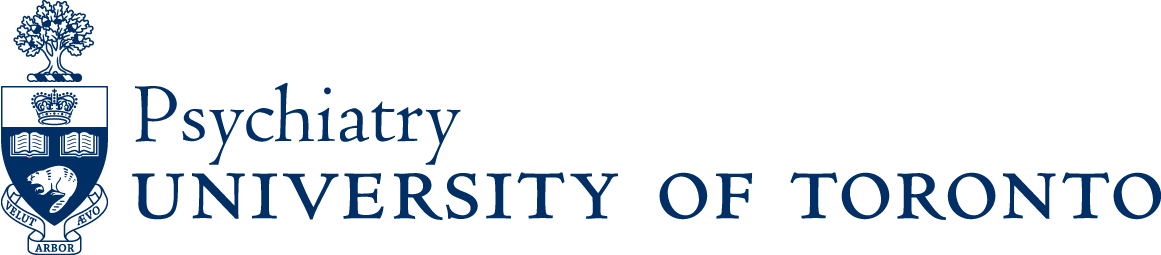 Psychiatry
UNIVERSITY OF TORONTO
VELUT ARBOR ÆVO